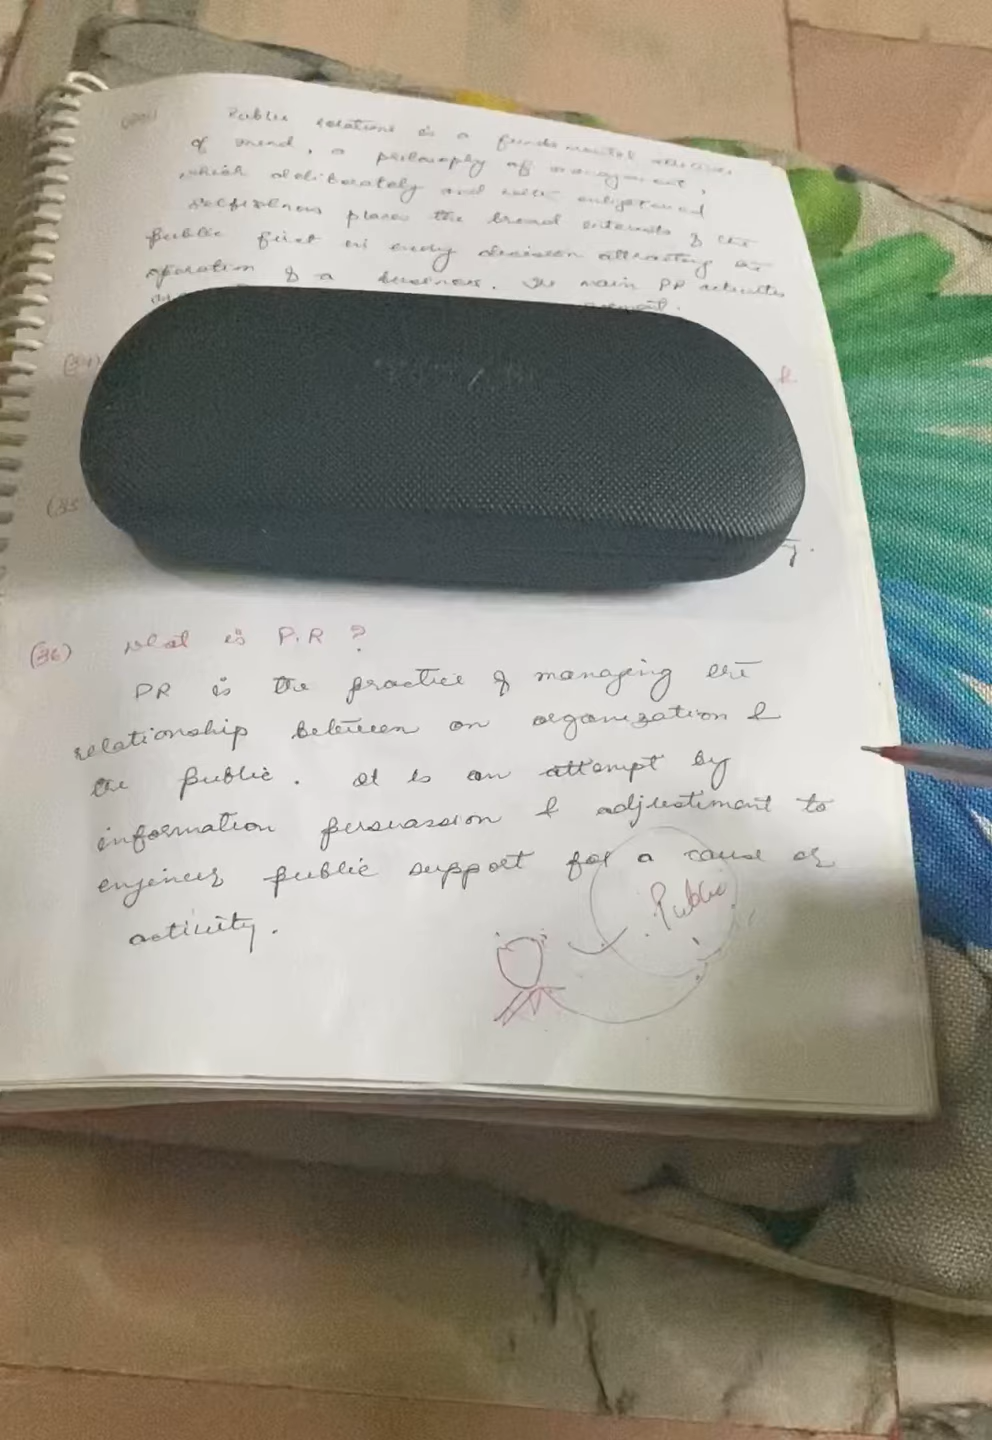 Public relations is a fundamental attitude
of mind, a philosophy of management,
which deliberately and with enlightened
selfishness places the broad interests of the
public first in every decision affecting the
operation of a business. The main PR activities
(34)
&
(35
y.
(36) What is P.R ?
PR is the practice of managing the
relationship between an organization &
the public. It is an attempt by
information persuassion & adjustment to
engineer public support for a cause or
activity.
Public